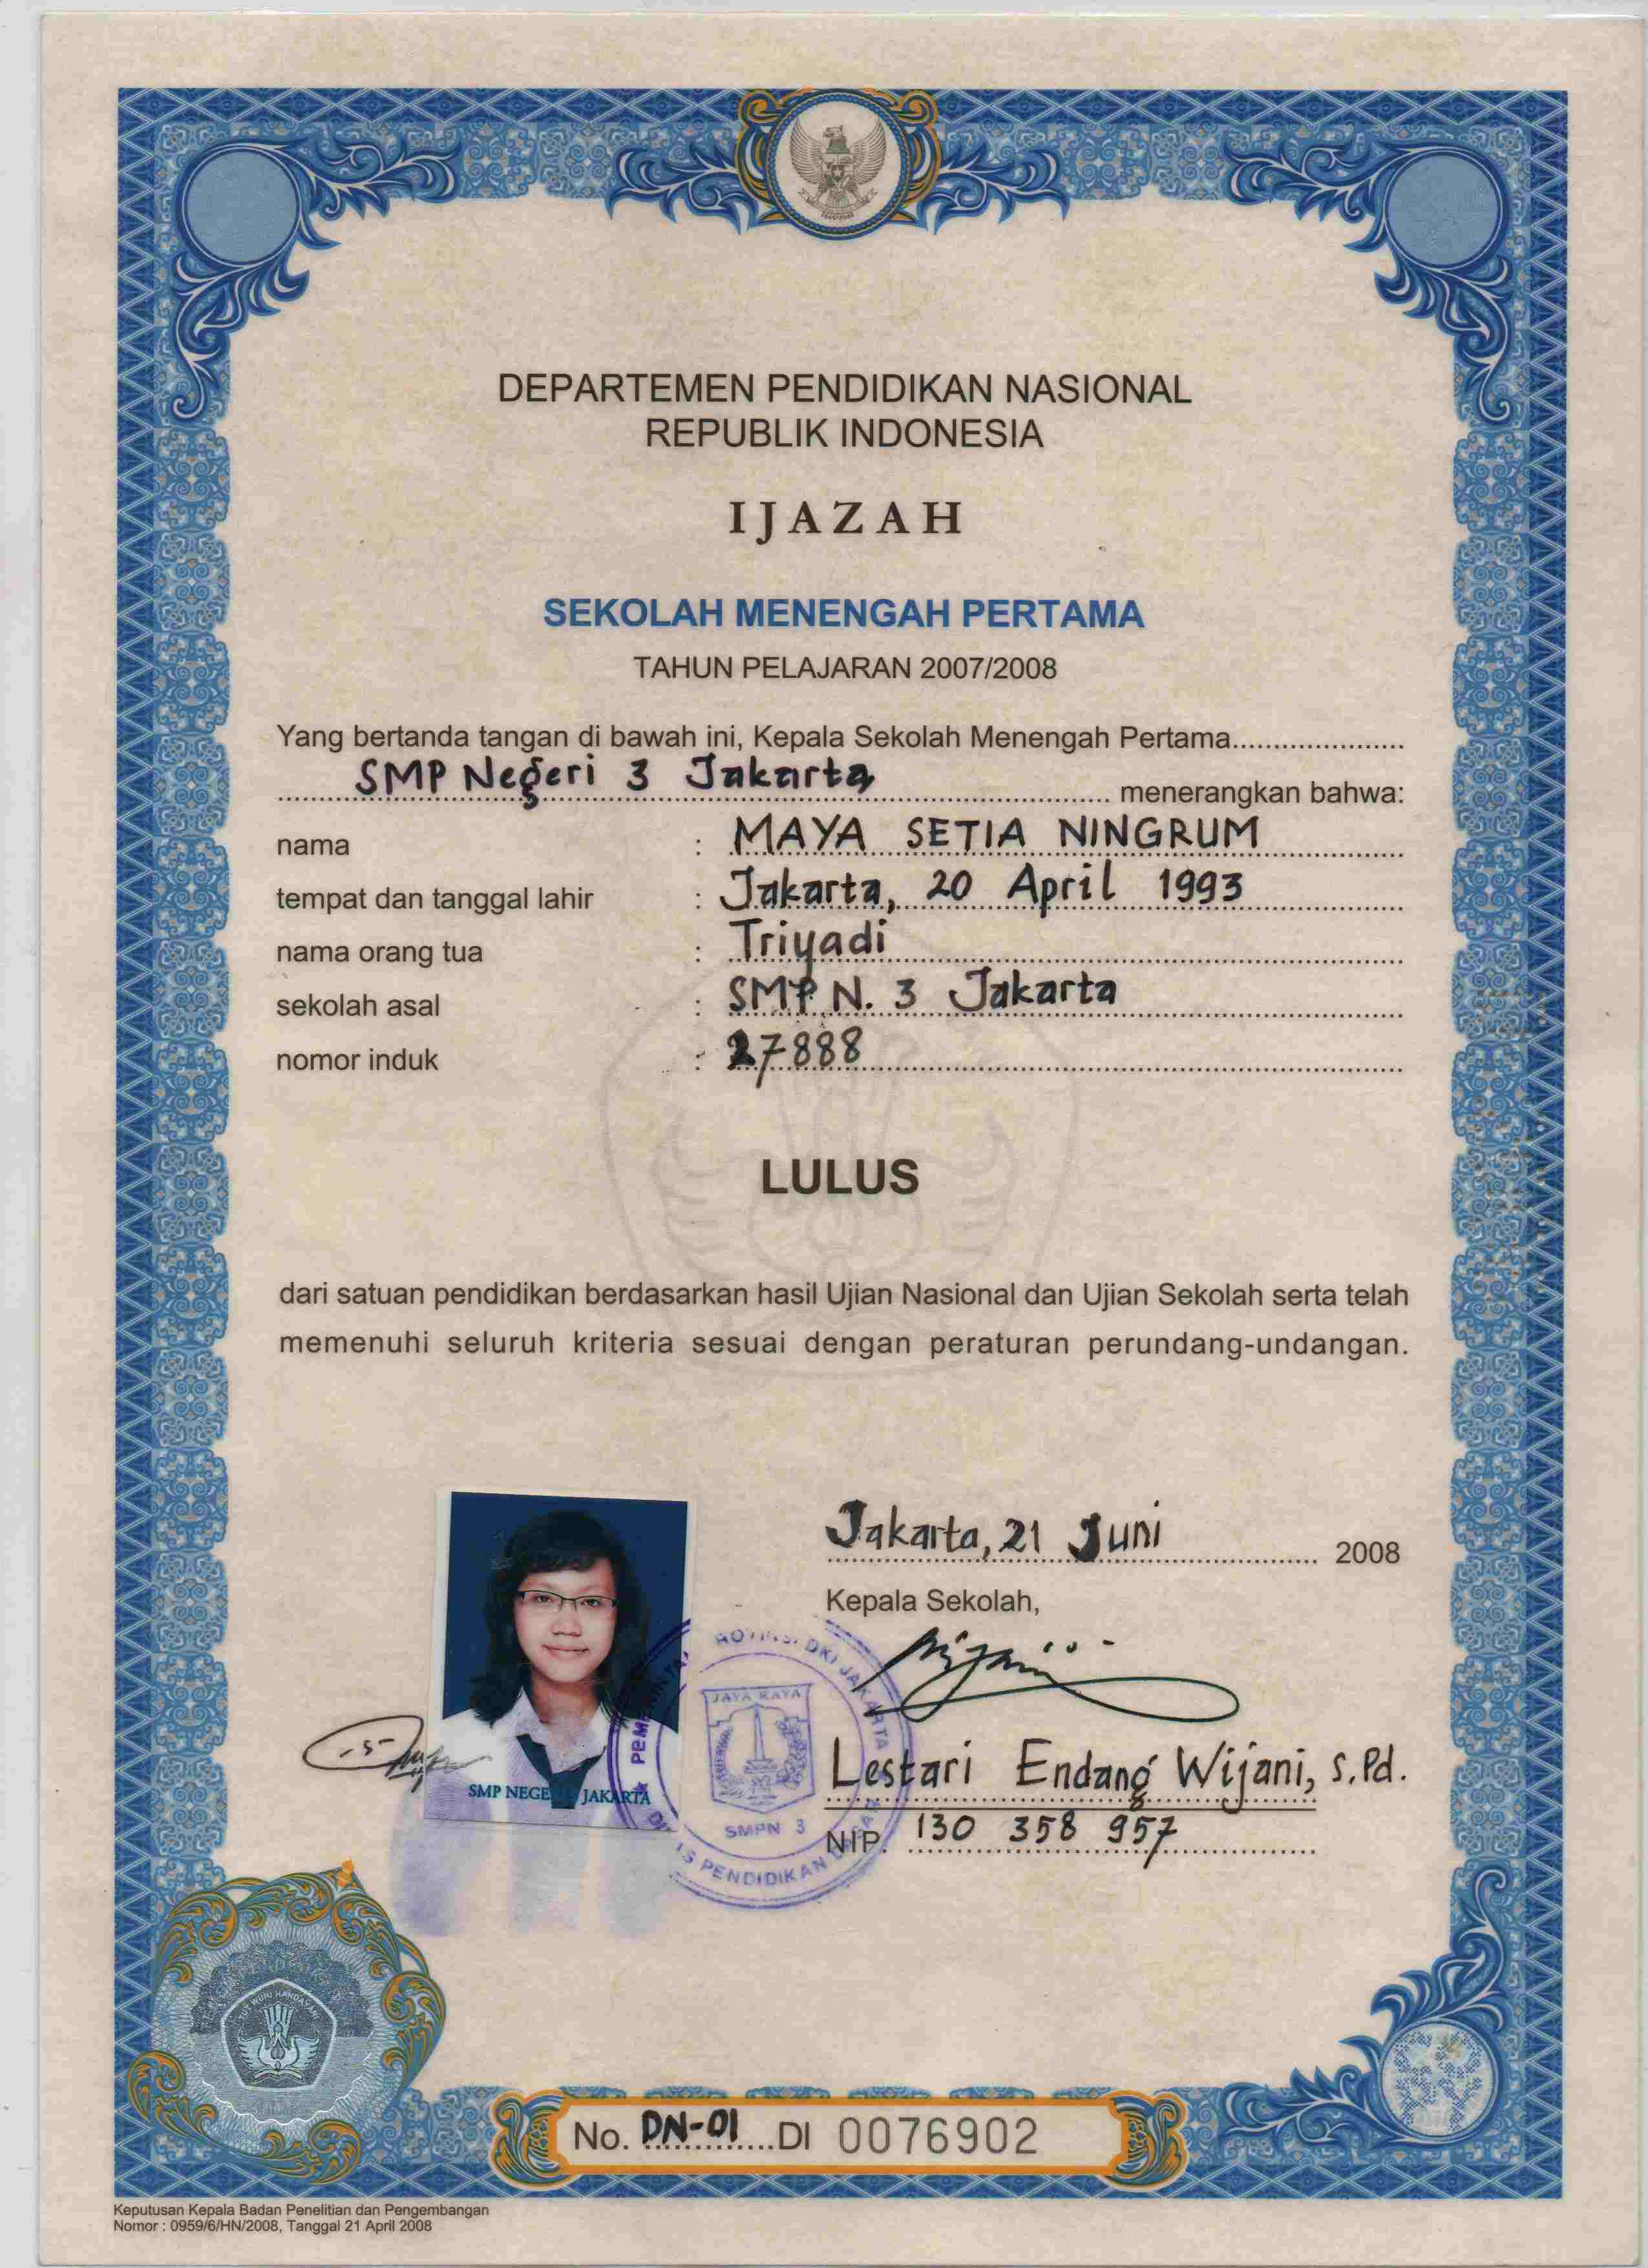 DEPARTEMEN PENDIDIKAN NASIONAL
REPUBLIK INDONESIA
IJAZAH
SEKOLAH MENENGAH PERTAMA
TAHUN PELAJARAN 2007/2008
Yang bertanda tangan di bawah ini, Kepala Sekolah Menengah Pertama......................
SMP Negeri 3 Jakarta menerangkan bahwa:
nama : MAYA SETIA NINGRUM
tempat dan tanggal lahir : Jakarta, 20 April 1993
nama orang tua : Triyadi
sekolah asal : SMP N. 3 Jakarta
nomor induk : 27888
LULUS
dari satuan pendidikan berdasarkan hasil Ujian Nasional dan Ujian Sekolah serta telah
memenuhi seluruh kriteria sesuai dengan peraturan perundang-undangan.
Jakarta, 21 Juni 2008
Kepala Sekolah,
DKI JAKARTA
JAYA RAYA
SMPN 3
PENDIDIKAN
SMP JAKARTA
Lestari Endang Wijani, S.Pd.
NIP. 130 358 957
TUT WURI HANDAYANI
No. DN-01 DI 0076902
Keputusan Kepala Badan Penelitian dan Pengembangan
Nomor : 0959/6/HN/2008, Tanggal 21 April 2008